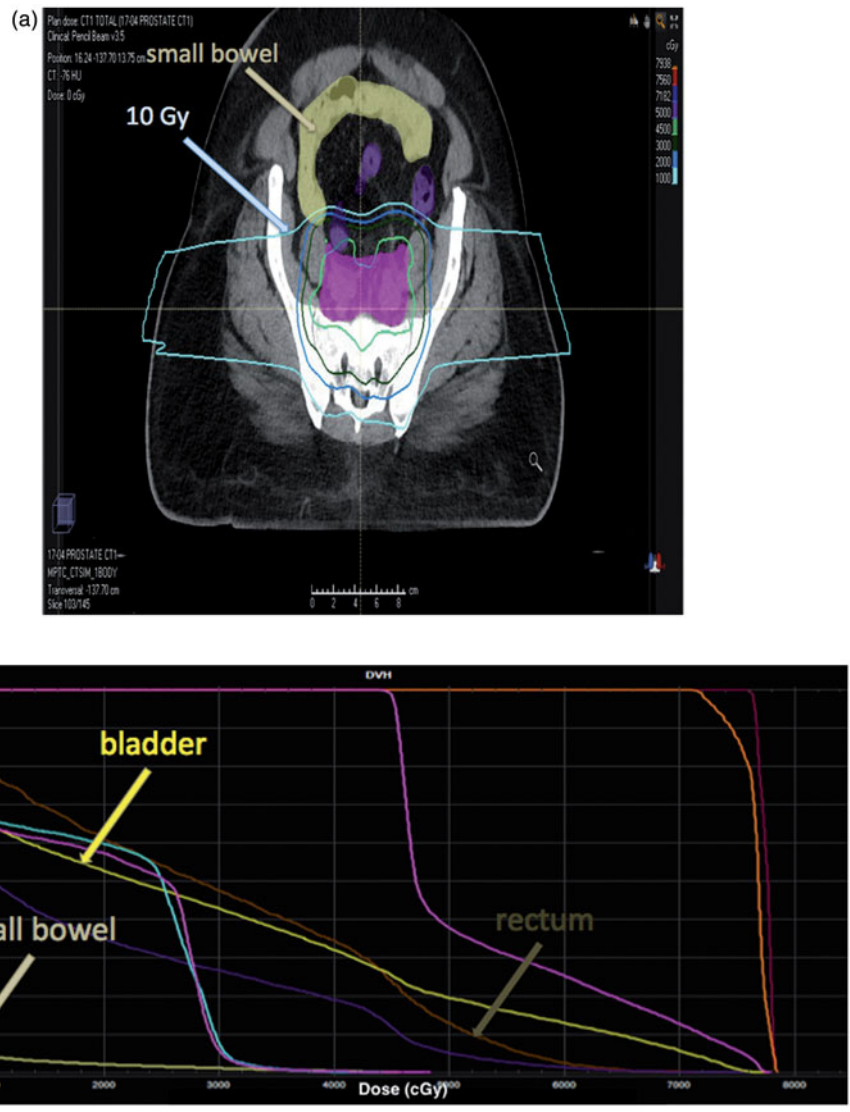 (a)
Plan dose: CT1 TOTAL (17-04 PROSTATE CT1)
Clinical: Pencil Beam v3.5
Position: 16.24 -137.70 13.75 cm
CT: -76 HU
Dose: 0 cGy
small bowel
10 Gy
cGy
7938
7560
7182
5000
4500
3000
2000
1000
17-04 PROSTATE CT1
MPTC_CTSIM_1BODY
Transversal: -137.70 cm
Slice 103/145
0 2 4 6 8 cm
DVH
bladder
all bowel
rectum
2000 3000 4000 5000 6000 7000 8000
Dose (cGy)